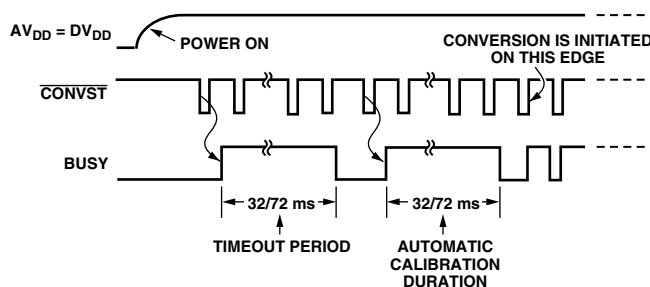 AVDD = DVDD
POWER ON
CONVERSION IS INITIATED
ON THIS EDGE
CONVST
BUSY
32/72 ms
32/72 ms
TIMEOUT PERIOD
AUTOMATIC
CALIBRATION
DURATION